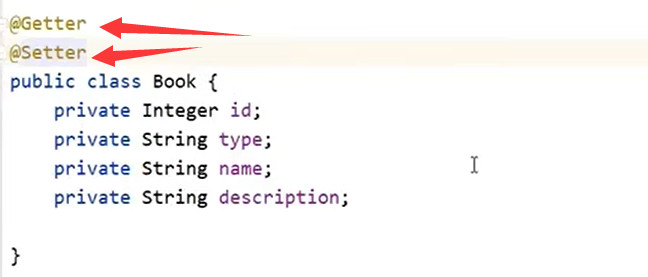 @Getter
@Setter
public class Book {
    private Integer id;
    private String type;
    private String name;
    private String description;
}